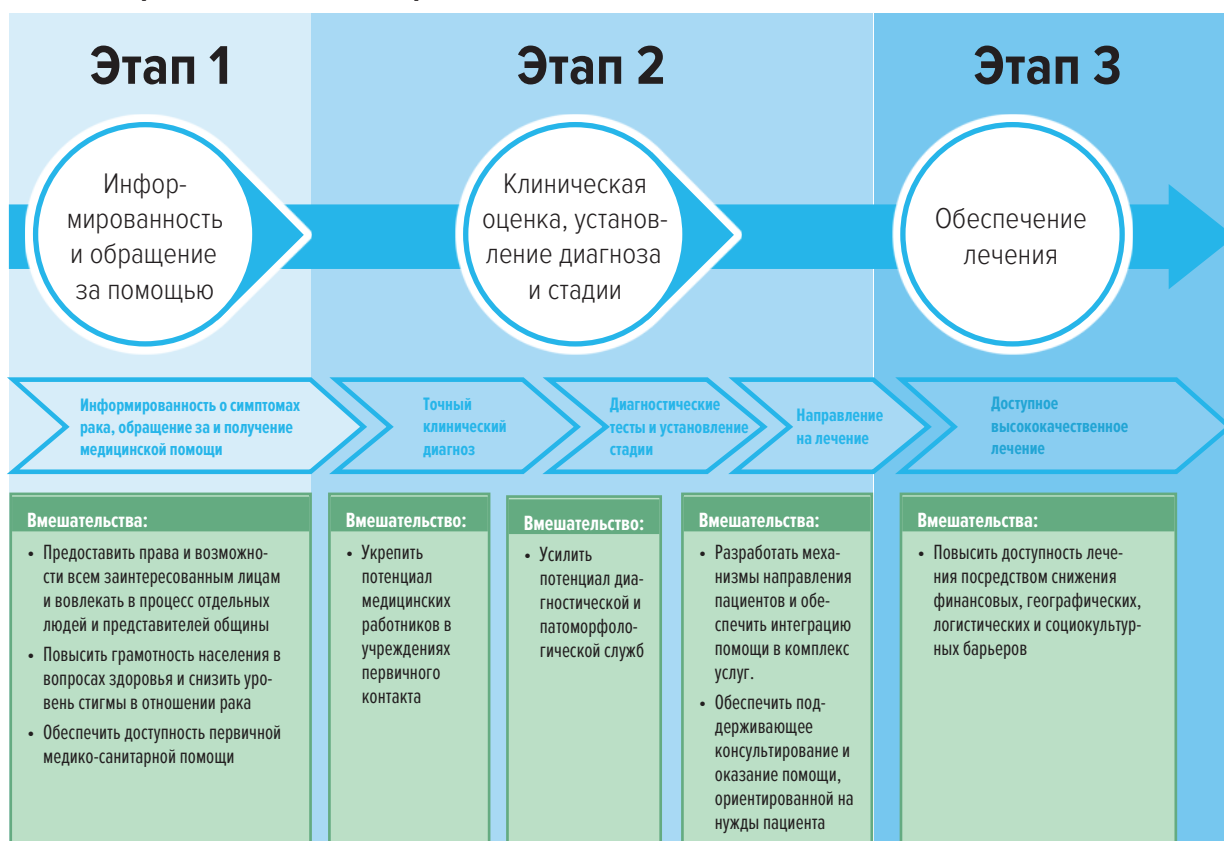 Этап 1
Этап 2
Этап 3
Инфор-
мированность
и обращение
за помощью
Клиническая
оценка, установ-
ление диагноза
и стадии
Обеспечение
лечения
Информированность о симптомах
рака, обращение за и получение
медицинской помощи
Точный
клинический
диагноз
Диагностические
тесты и установление
стадии
Направление
на лечение
Доступное
высококачественное
лечение
Вмешательства:
• Предоставить права и возможно-
сти всем заинтересованным лицам
и вовлекать в процесс отдельных
людей и представителей общины
• Повысить грамотность населения в
вопросах здоровья и снизить уро-
вень стигмы в отношении рака
• Обеспечить доступность первичной
медико-санитарной помощи
Вмешательство:
• Укрепить
потенциал
медицинских
работников в
учреждениях
первичного
контакта
Вмешательство:
• Усилить
потенциал диа-
гностической и
патоморфоло-
гической служб
Вмешательства:
• Разработать меха-
низмы направления
пациентов и обе-
спечить интеграцию
помощи в комплекс
услуг.
• Обеспечить под-
держивающее
консультирование и
оказание помощи,
ориентированной на
нужды пациента
Вмешательства:
• Повысить доступность лече-
ния посредством снижения
финансовых, географических,
логистических и социокультур-
ных барьеров